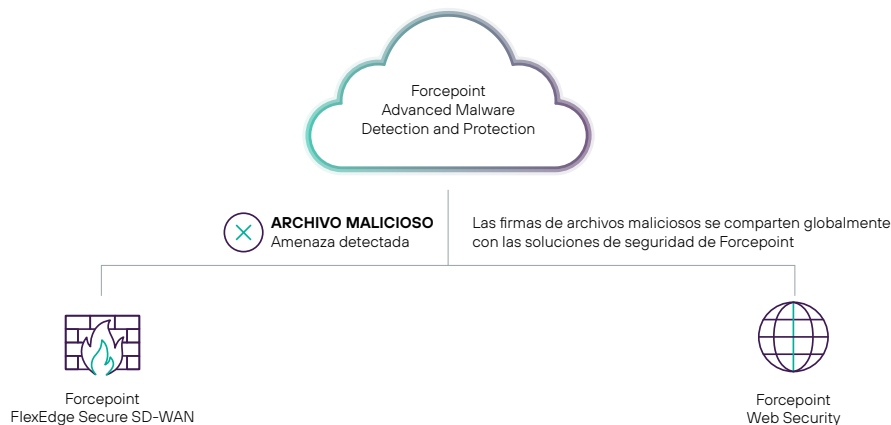 Forcepoint
Advanced Malware
Detection and Protection
ARCHIVO MALICIOSO
Amenaza detectada
Las firmas de archivos maliciosos se comparten globalmente
con las soluciones de seguridad de Forcepoint
Forcepoint
FlexEdge Secure SD-WAN
Forcepoint
Web Security